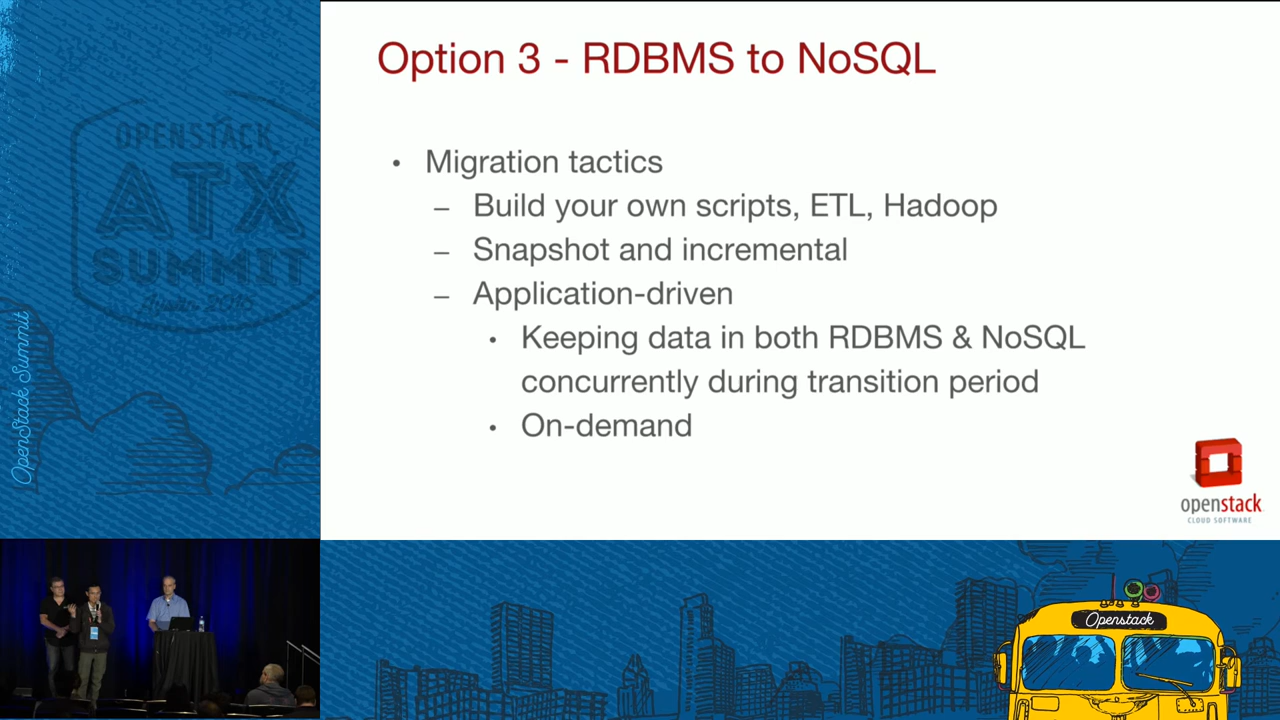 Option 3 - RDBMS to NoSQL
• Migration tactics
– Build your own scripts, ETL, Hadoop
– Snapshot and incremental
– Application-driven
• Keeping data in both RDBMS & NoSQL
concurrently during transition period
• On-demand
openstack
CLOUD SOFTWARE
OPENSTACK
ATX
SUMMIT
Austin 2016
OpenStack Summit
Openstack